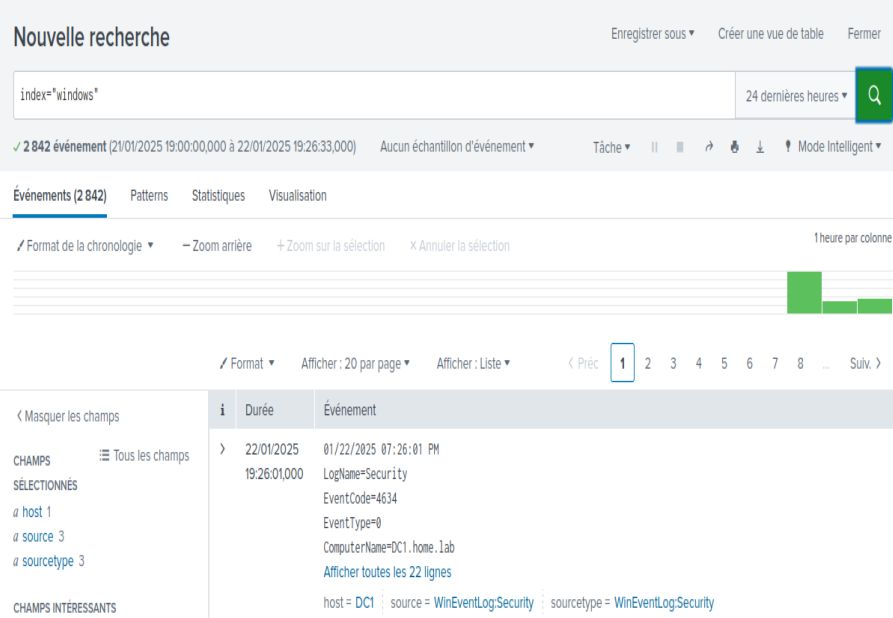 Nouvelle recherche
Enregistrer sous ▾ Créer une vue de table Fermer
index="windows"
24 dernières heures ▾
✓ 2 842 événement (21/01/2025 19:00:00,000 à 22/01/2025 19:26:33,000) Aucun échantillon d'événement ▾ Tâche ▾ Mode Intelligent ▾
Événements (2 842) Patterns Statistiques Visualisation
Format de la chronologie ▾ — Zoom arrière + Zoom sur la sélection × Annuler la sélection
1 heure par colonne
Format ▾ Afficher : 20 par page ▾ Afficher : Liste ▾ < Préc 1 2 3 4 5 6 7 8 ... Suiv. >
< Masquer les champs
Tous les champs
CHAMPS SÉLECTIONNÉS
a host 1
a source 3
a sourcetype 3
CHAMPS INTÉRESSANTS
i Durée Événement
> 22/01/2025 19:26:01,000
01/22/2025 07:26:01 PM
LogName=Security
EventCode=4634
EventType=0
ComputerName=DC1.home.lab
Afficher toutes les 22 lignes
host = DC1 source = WinEventLog:Security sourcetype = WinEventLog:Security